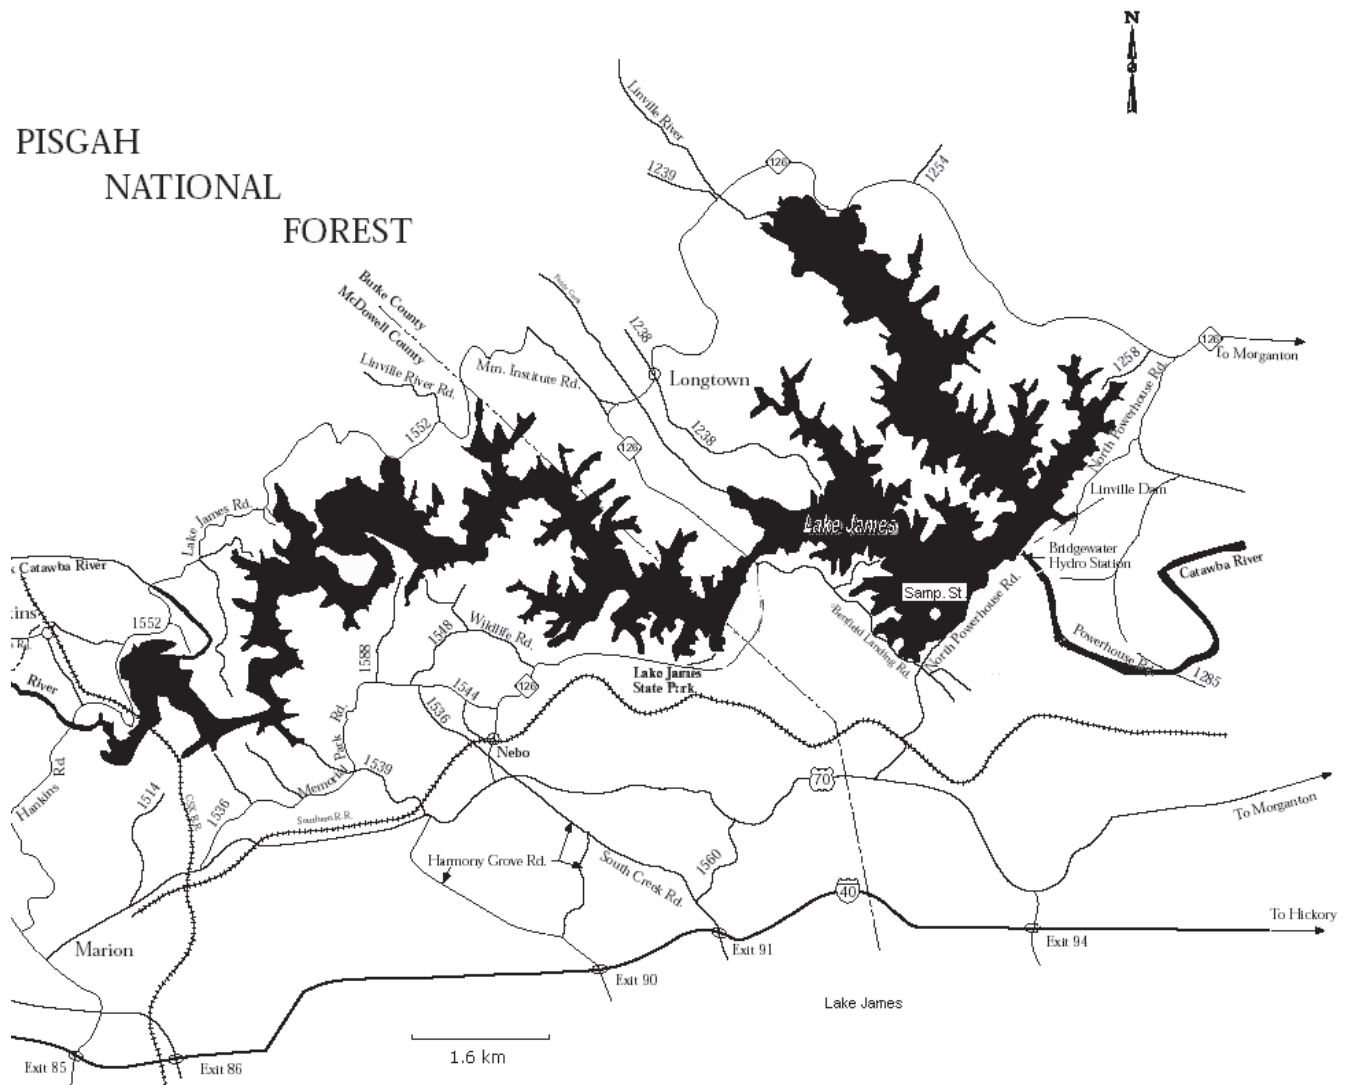 N
Linville River
PISGAH
NATIONAL
FOREST
126
1239
1254
Burke County
McDowell County
1238
Linville River Rd.
Mtn. Institute Rd.
Longtown
126
To Morganton
1258
North Powerhouse Rd.
1552
126
1238
Lake James Rd.
Linville Dam
Lake James
Catawba River
Bridgewater
Hydro Station
Catawba River
Samp. St.
1552
kins
Rd.
River
1548
Wildlife Rd.
1588
Benfield Landing Rd.
North Powerhouse Rd.
Powerhouse Rd.
1285
Lake James
State Park
126
1544
1536
Nebo
Memorial Park Rd.
1539
Hankins Rd
1514
CSX R.R.
1536
Southern R.R.
70
To Morganton
Harmony Grove Rd.
South Creek Rd.
1560
40
To Hickory
Marion
Exit 91
Exit 94
Exit 90
Lake James
1.6 km
Exit 85
Exit 86